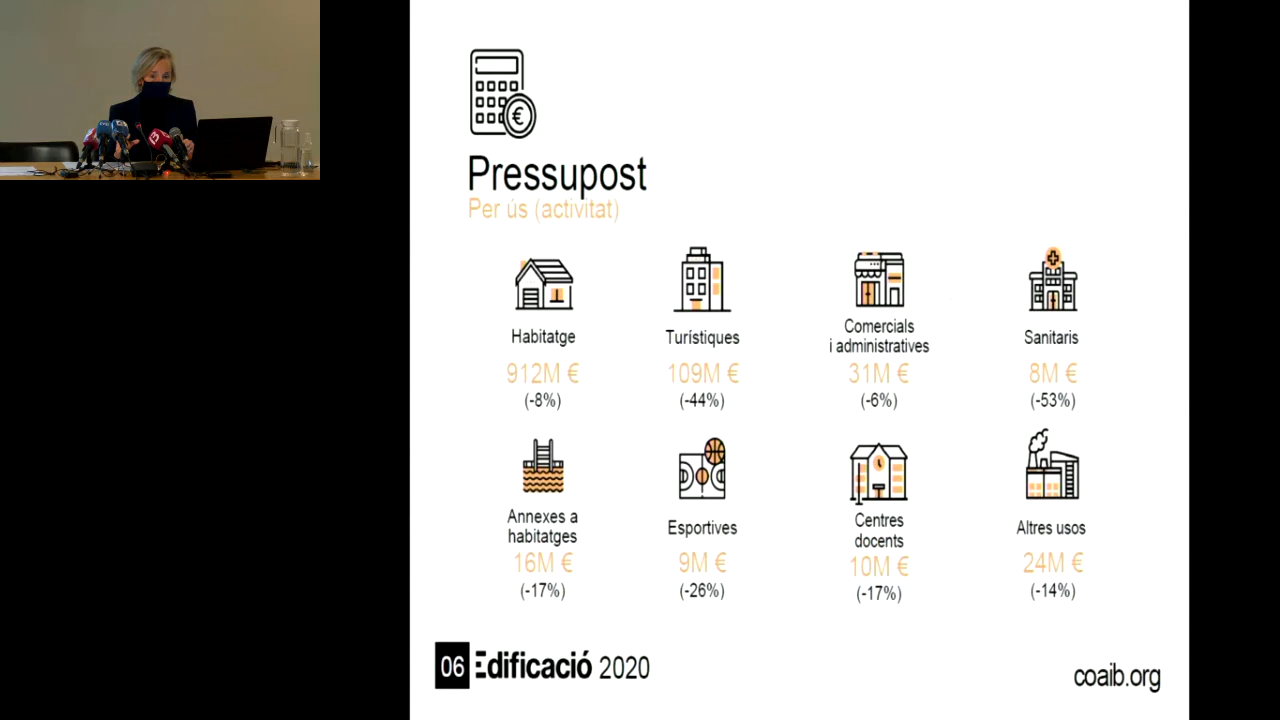 Pressupost
Per ús (activitat)
Habitatge
912M €
(-8%)
Turístiques
109M €
(-44%)
Comercials
i administratives
31M €
(-6%)
Sanitaris
8M €
(-53%)
Annexes a
habitatges
16M €
(-17%)
Esportives
9M €
(-26%)
Centres
docents
10M €
(-17%)
Altres usos
24M €
(-14%)
06 Edificació 2020
coaib.org